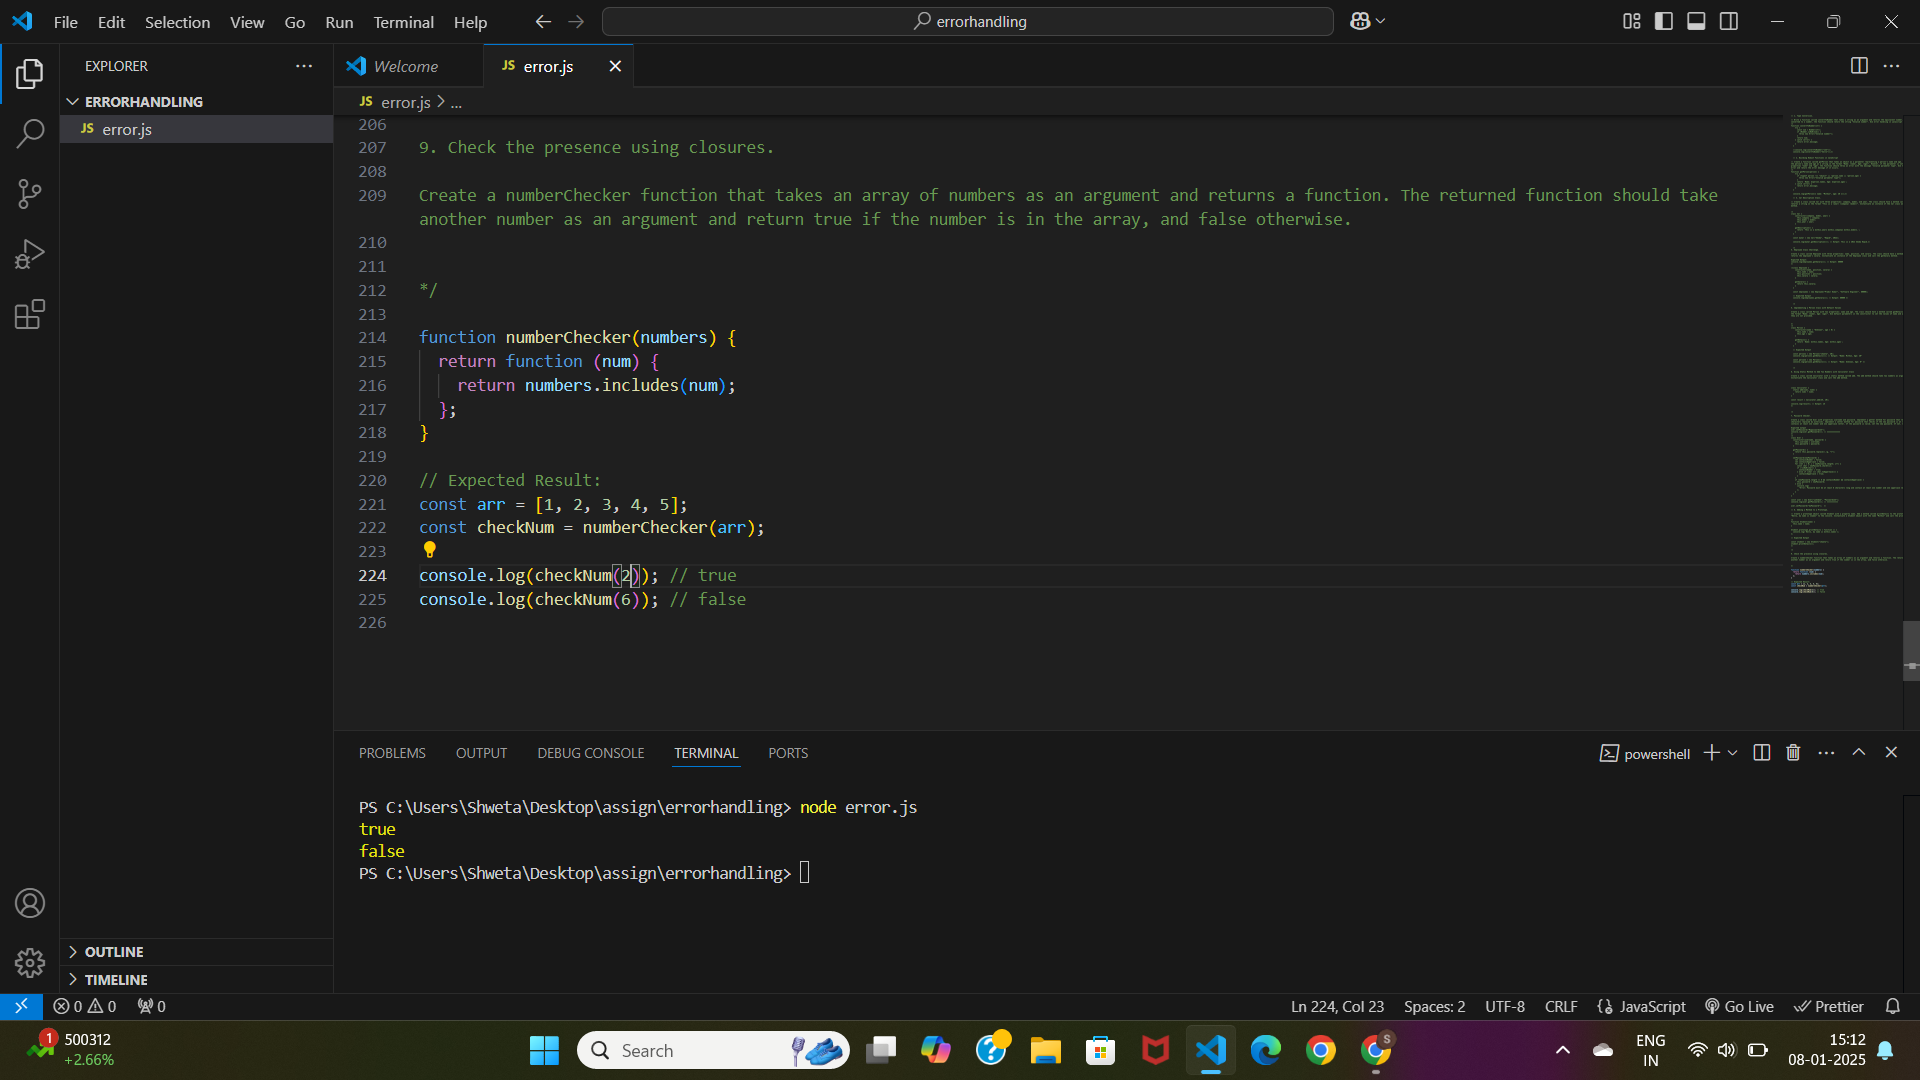 File Edit Selection View Go Run Terminal Help
errorhandling
EXPLORER
Welcome
JS error.js
ERRORHANDLING
JS error.js
JS error.js > ...
206
207 9. Check the presence using closures.
208
209 Create a numberChecker function that takes an array of numbers as an argument and returns a function. The returned function should take
another number as an argument and return true if the number is in the array, and false otherwise.
210
211
212 */
213
214 function numberChecker(numbers) {
215 return function (num) {
216 return numbers.includes(num);
217 };
218 }
219
220 // Expected Result:
221 const arr = [1, 2, 3, 4, 5];
222 const checkNum = numberChecker(arr);
223
224 console.log(checkNum(2)); // true
225 console.log(checkNum(6)); // false
226
PROBLEMS OUTPUT DEBUG CONSOLE TERMINAL PORTS
powershell
PS C:\Users\Shweta\Desktop\assign\errorhandling> node error.js
true
false
PS C:\Users\Shweta\Desktop\assign\errorhandling>
OUTLINE
TIMELINE
0 0 0
Ln 224, Col 23 Spaces: 2 UTF-8 CRLF {} JavaScript Go Live Prettier
1
500312
+2.66%
Search
S
ENG
IN
15:12
08-01-2025